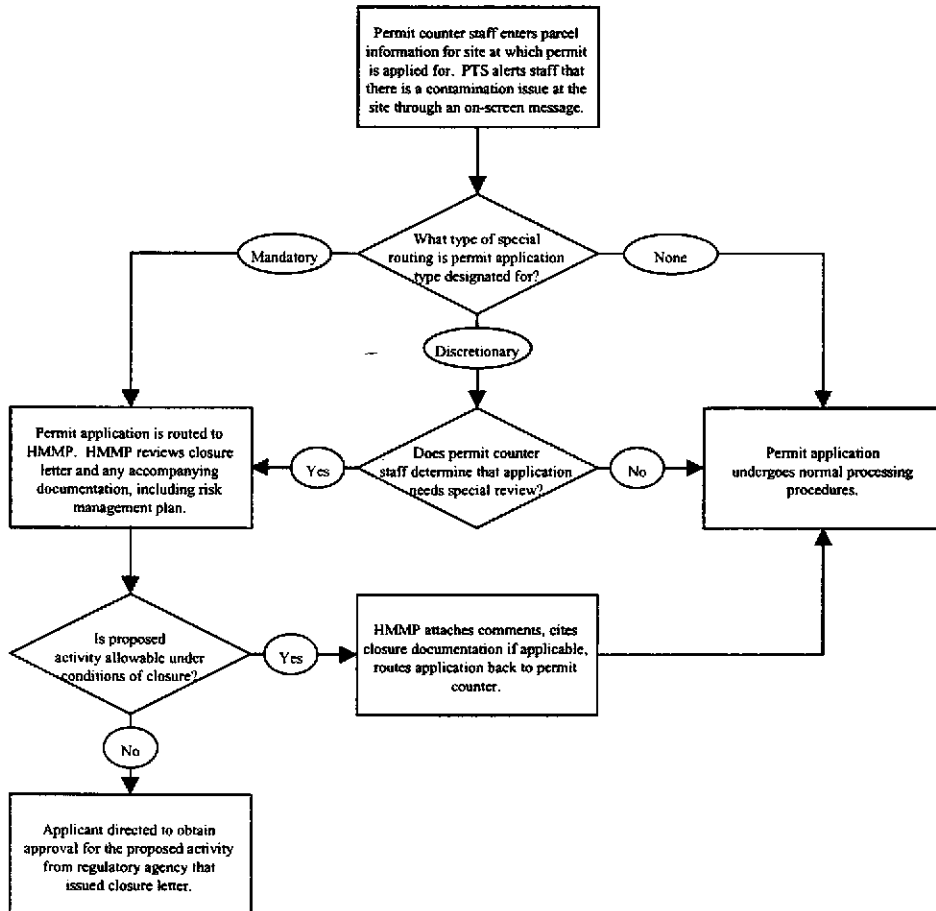 Permit counter staff enters parcel
information for site at which permit
is applied for. PTS alerts staff that
there is a contamination issue at the
site through an on-screen message.
What type of special
routing is permit application
type designated for?
Mandatory
None
Discretionary
Permit application is routed to
HMMP. HMMP reviews closure
letter and any accompanying
documentation, including risk
management plan.
Yes
Does permit counter
staff determine that application
needs special review?
No
Permit application
undergoes normal processing
procedures.
Is proposed
activity allowable under
conditions of closure?
Yes
HMMP attaches comments, cites
closure documentation if applicable,
routes application back to permit
counter.
No
Applicant directed to obtain
approval for the proposed activity
from regulatory agency that
issued closure letter.